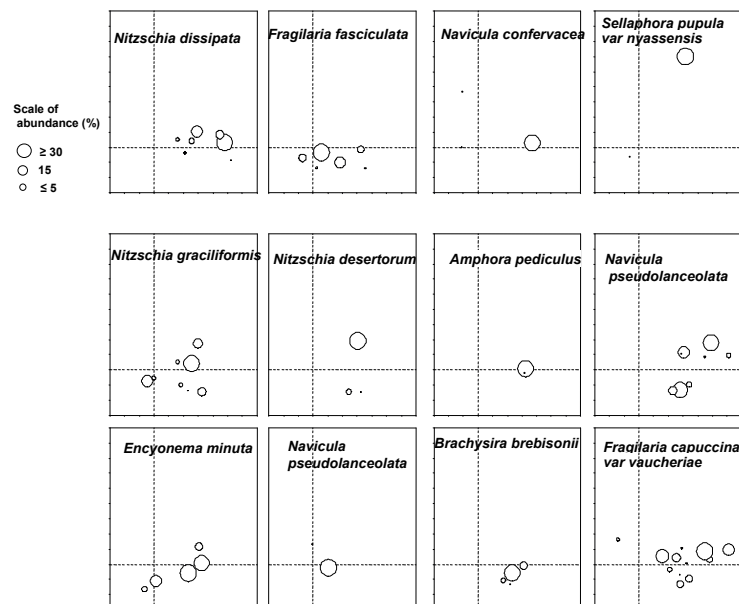 Nitzschia dissipata
Fragilaria fasciculata
Navicula confervacea
Sellaphora pupula
var nyassensis
Scale of
abundance (%)
≥ 30
15
≤ 5
Nitzschia graciliformis
Nitzschia desertorum
Amphora pediculus
Navicula
pseudolanceolata
Encyonema minuta
Navicula
pseudolanceolata
Brachysira brebisonii
Fragilaria capuccina
var vaucheriae